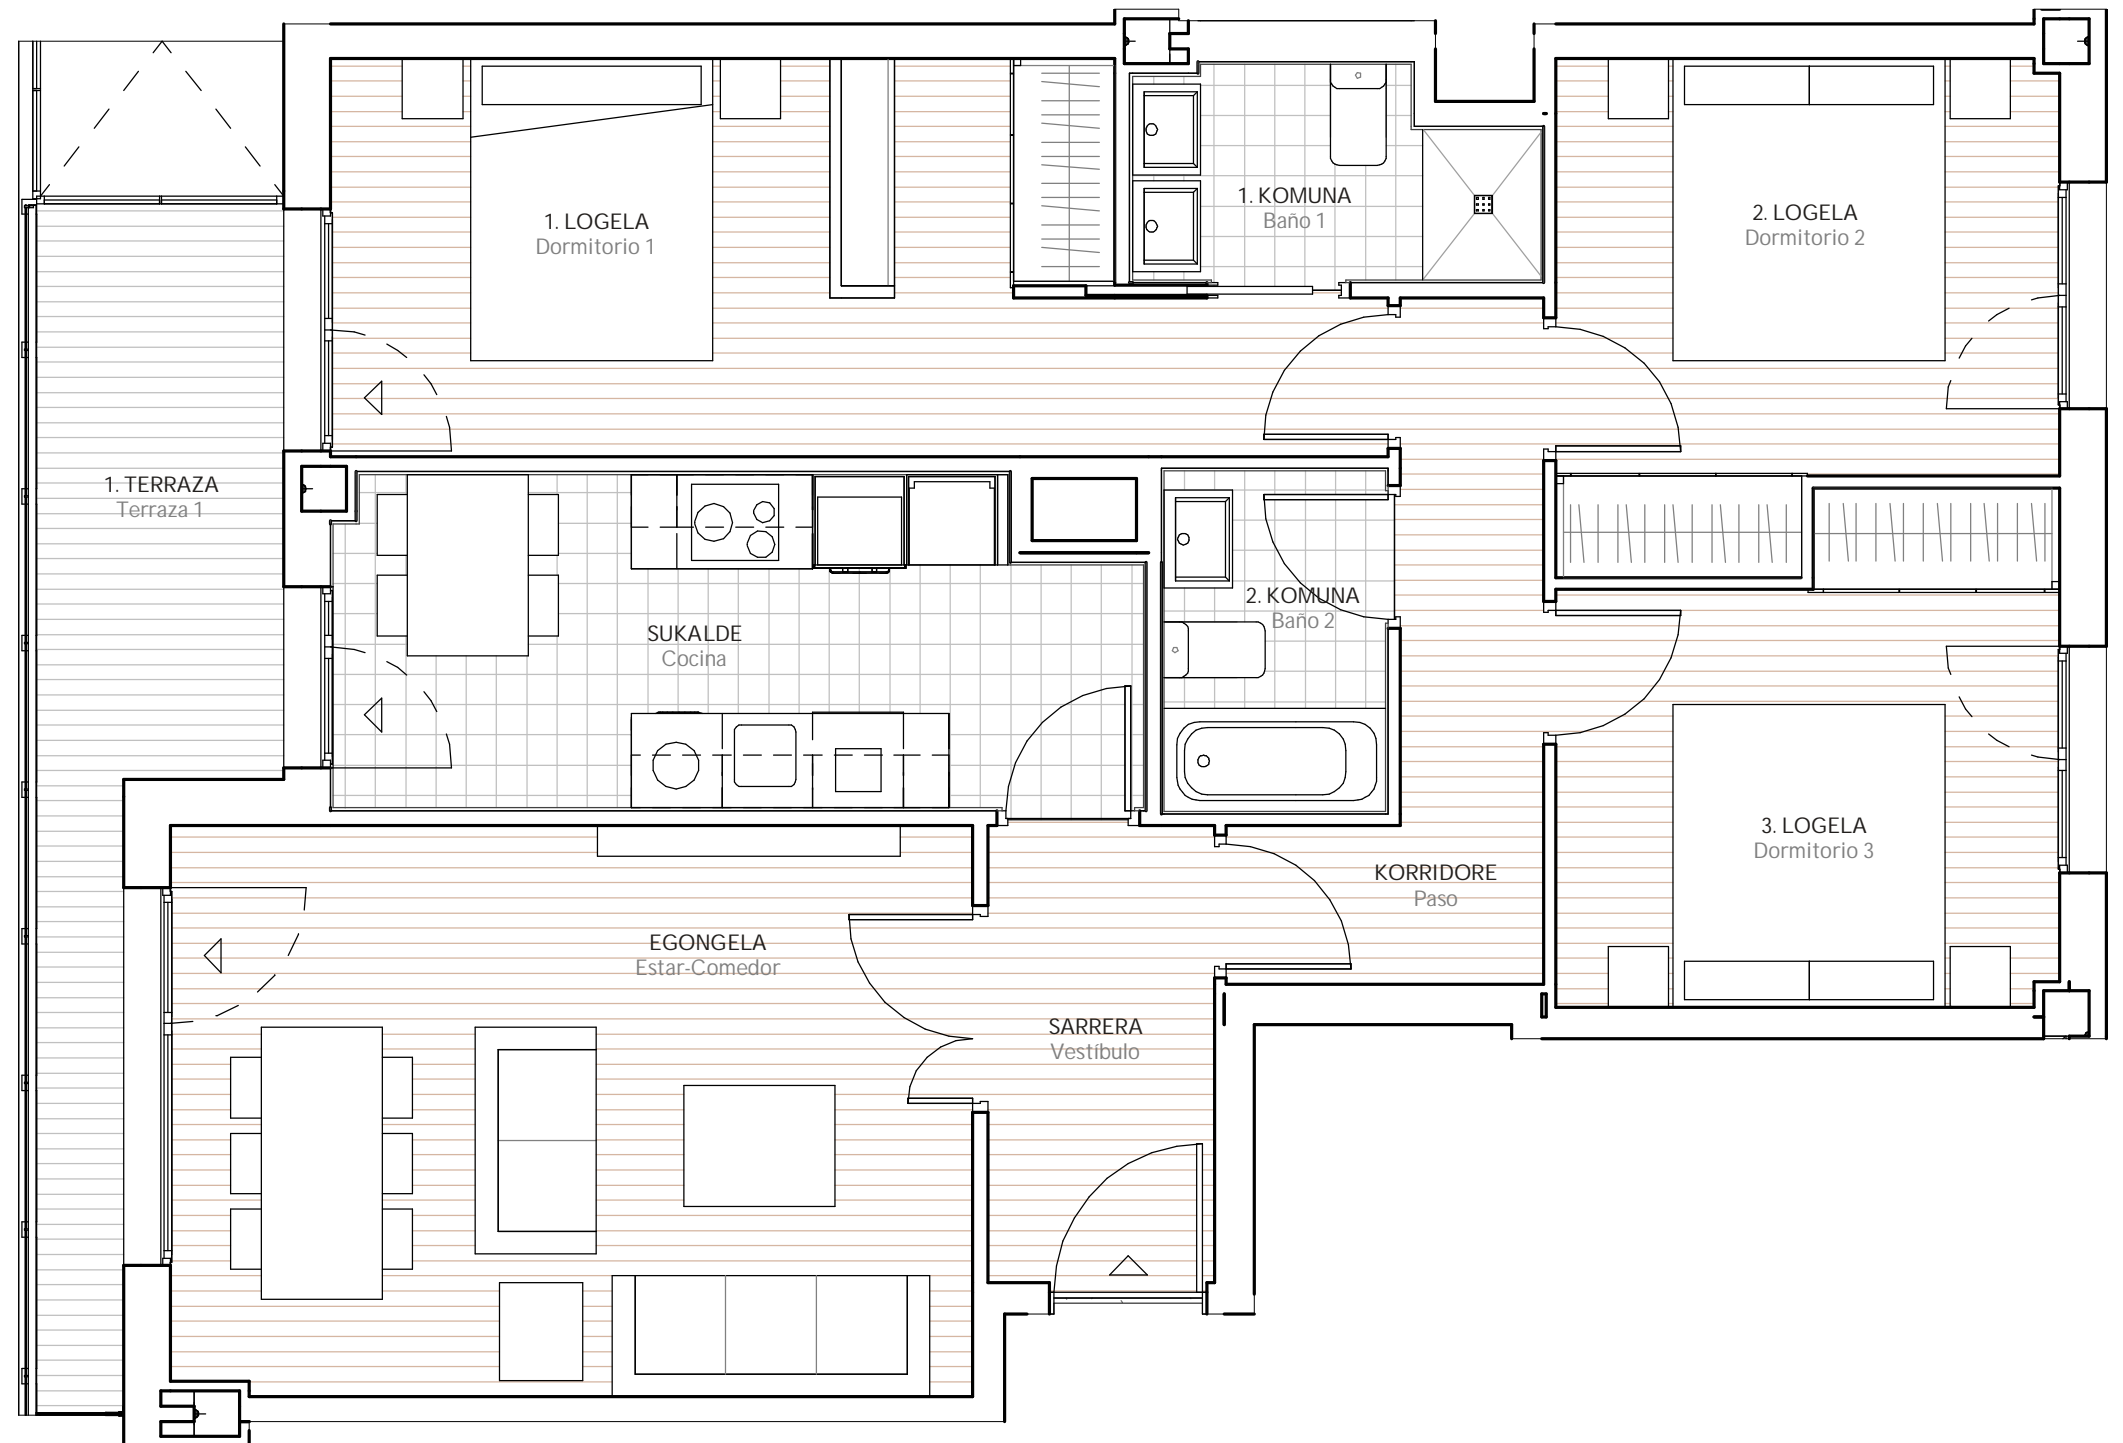 1. LOGELA
Dormitorio 1
1. KOMUNA
Baño 1
2. LOGELA
Dormitorio 2
1. TERRAZA
Terraza 1
SUKALDE
Cocina
2. KOMUNA
Baño 2
3. LOGELA
Dormitorio 3
KORRIDORE
Paso
EGONGELA
Estar-Comedor
SARRERA
Vestíbulo